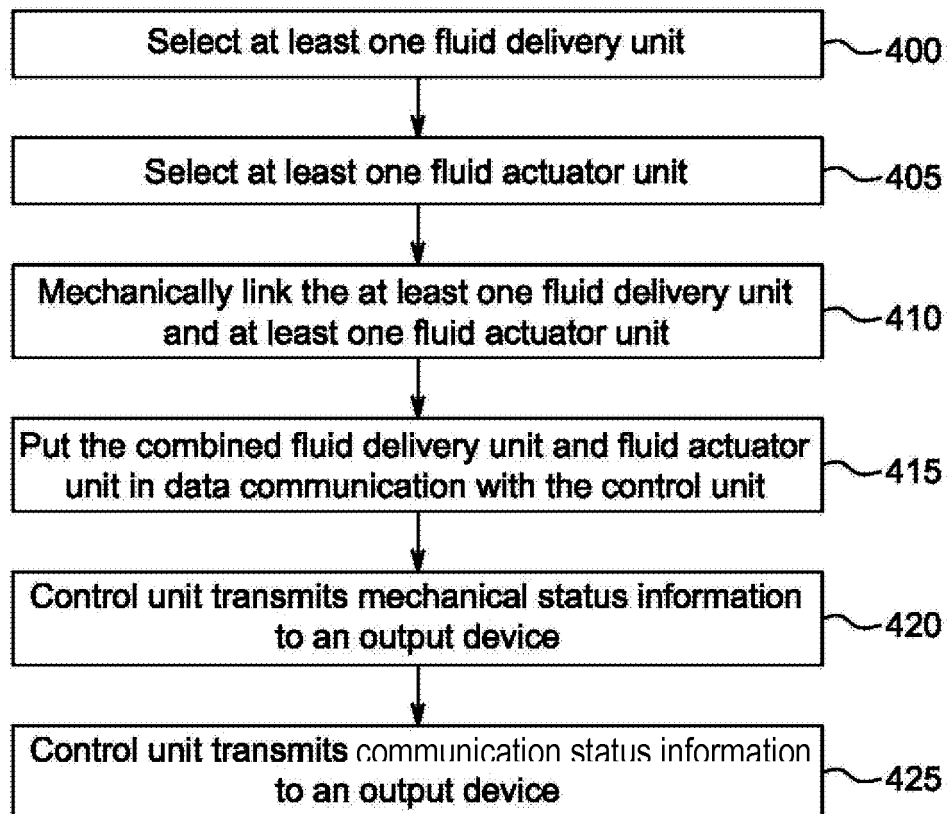 Select at least one fluid delivery unit
400
Select at least one fluid actuator unit
405
Mechanically link the at least one fluid delivery unit
and at least one fluid actuator unit
410
Put the combined fluid delivery unit and fluid actuator
unit in data communication with the control unit
415
Control unit transmits mechanical status information
to an output device
420
Control unit transmits communication status information
to an output device
425